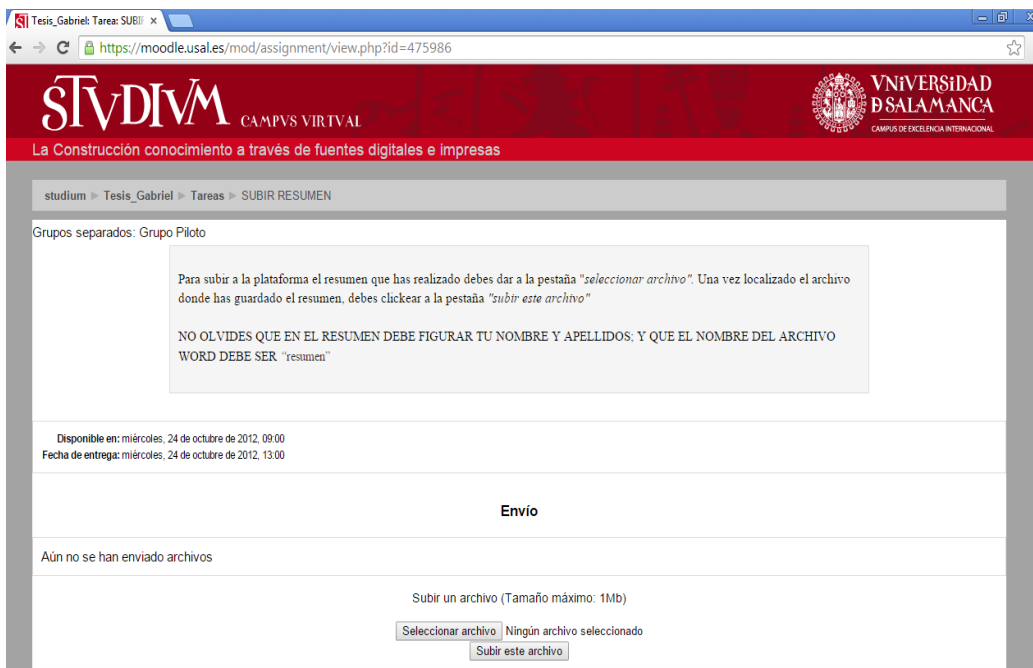 Tesis_Gabriel: Tarea: SUBIR
https://moodle.usal.es/mod/assignment/view.php?id=475986
STVDIVM CAMPVS VIRTVAL
VNiVERSiDAD
D SALAMANCA
CAMPUS DE EXCELENCIA INTERNACIONAL
La Construcción conocimiento a través de fuentes digitales e impresas
studium ▶ Tesis_Gabriel ▶ Tareas ▶ SUBIR RESUMEN
Grupos separados: Grupo Piloto
Para subir a la plataforma el resumen que has realizado debes dar a la pestaña "seleccionar archivo". Una vez localizado el archivo
donde has guardado el resumen, debes clickear a la pestaña "subir este archivo"
NO OLVIDES QUE EN EL RESUMEN DEBE FIGURAR TU NOMBRE Y APELLIDOS; Y QUE EL NOMBRE DEL ARCHIVO
WORD DEBE SER "resumen"
Disponible en: miércoles, 24 de octubre de 2012, 09:00
Fecha de entrega: miércoles, 24 de octubre de 2012, 13:00
Envío
Aún no se han enviado archivos
Subir un archivo (Tamaño máximo: 1Mb)
Seleccionar archivo Ningún archivo seleccionado
Subir este archivo